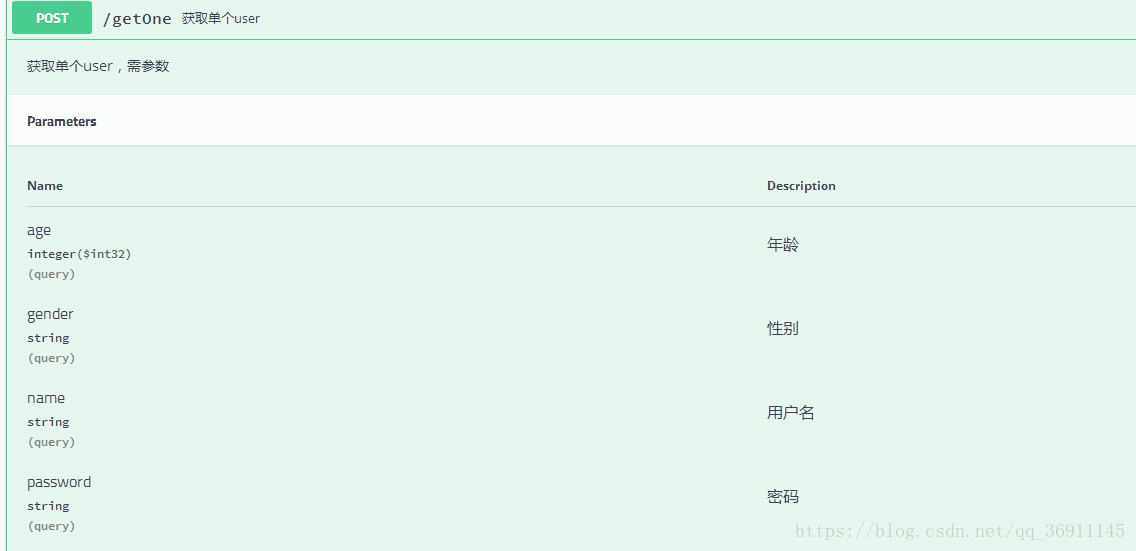 POST /getOne 获取单个user
获取单个user，需参数
Parameters
Name Description
age
integer($int32)
(query)
年龄
gender
string
(query)
性别
name
string
(query)
用户名
password
string
(query)
密码
https://blog.csdn.net/qq_36911145